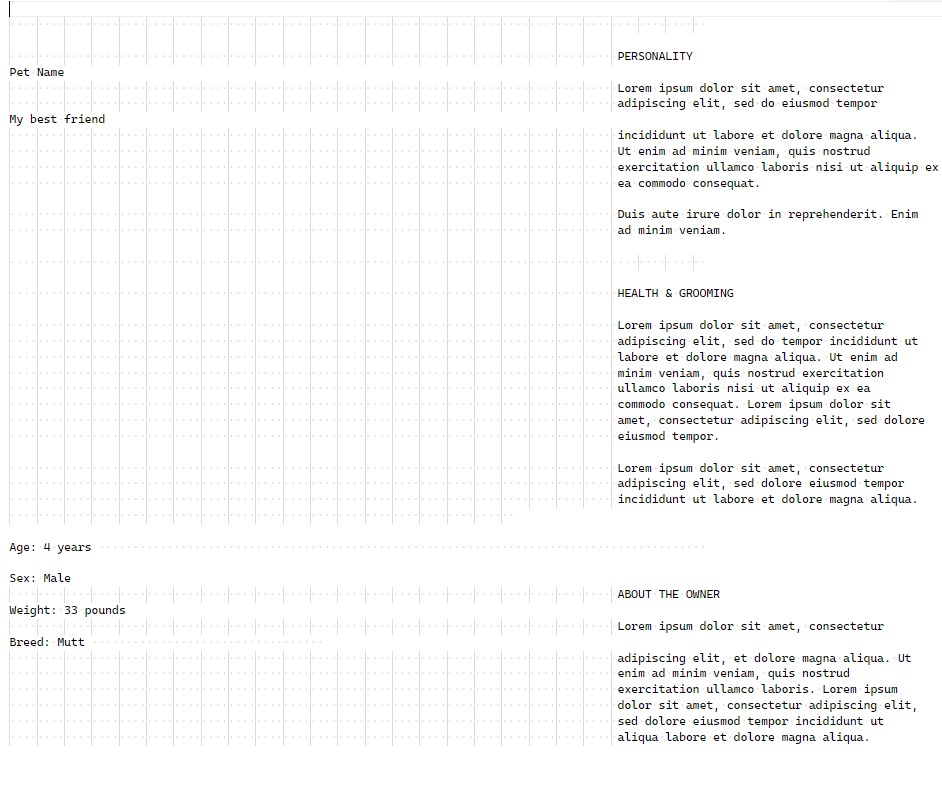 PERSONALITY
Pet Name
Lorem ipsum dolor sit amet, consectetur
adipiscing elit, sed do eiusmod tempor
My best friend
incididunt ut labore et dolore magna aliqua.
Ut enim ad minim veniam, quis nostrud
exercitation ullamco laboris nisi ut aliquip ex
ea commodo consequat.
Duis aute irure dolor in reprehenderit. Enim
ad minim veniam.
HEALTH & GROOMING
Lorem ipsum dolor sit amet, consectetur
adipiscing elit, sed do tempor incididunt ut
labore et dolore magna aliqua. Ut enim ad
minim veniam, quis nostrud exercitation
ullamco laboris nisi ut aliquip ex ea
commodo consequat. Lorem ipsum dolor sit
amet, consectetur adipiscing elit, sed dolore
eiusmod tempor.
Lorem ipsum dolor sit amet, consectetur
adipiscing elit, sed dolore eiusmod tempor
incididunt ut labore et dolore magna aliqua.
Age: 4 years
Sex: Male
ABOUT THE OWNER
Weight: 33 pounds
Lorem ipsum dolor sit amet, consectetur
Breed: Mutt
adipiscing elit, et dolore magna aliqua. Ut
enim ad minim veniam, quis nostrud
exercitation ullamco laboris. Lorem ipsum
dolor sit amet, consectetur adipiscing elit,
sed dolore eiusmod tempor incididunt ut
aliqua labore et dolore magna aliqua.